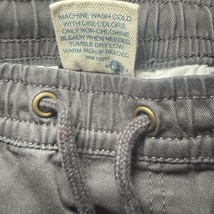 MACHINE WASH COLD
WITH LIKE COLORS
ONLY NON-CHLORINE
BLEACH WHEN NEEDED
TUMBLE DRY LOW
WARM IRON IF NEEDED